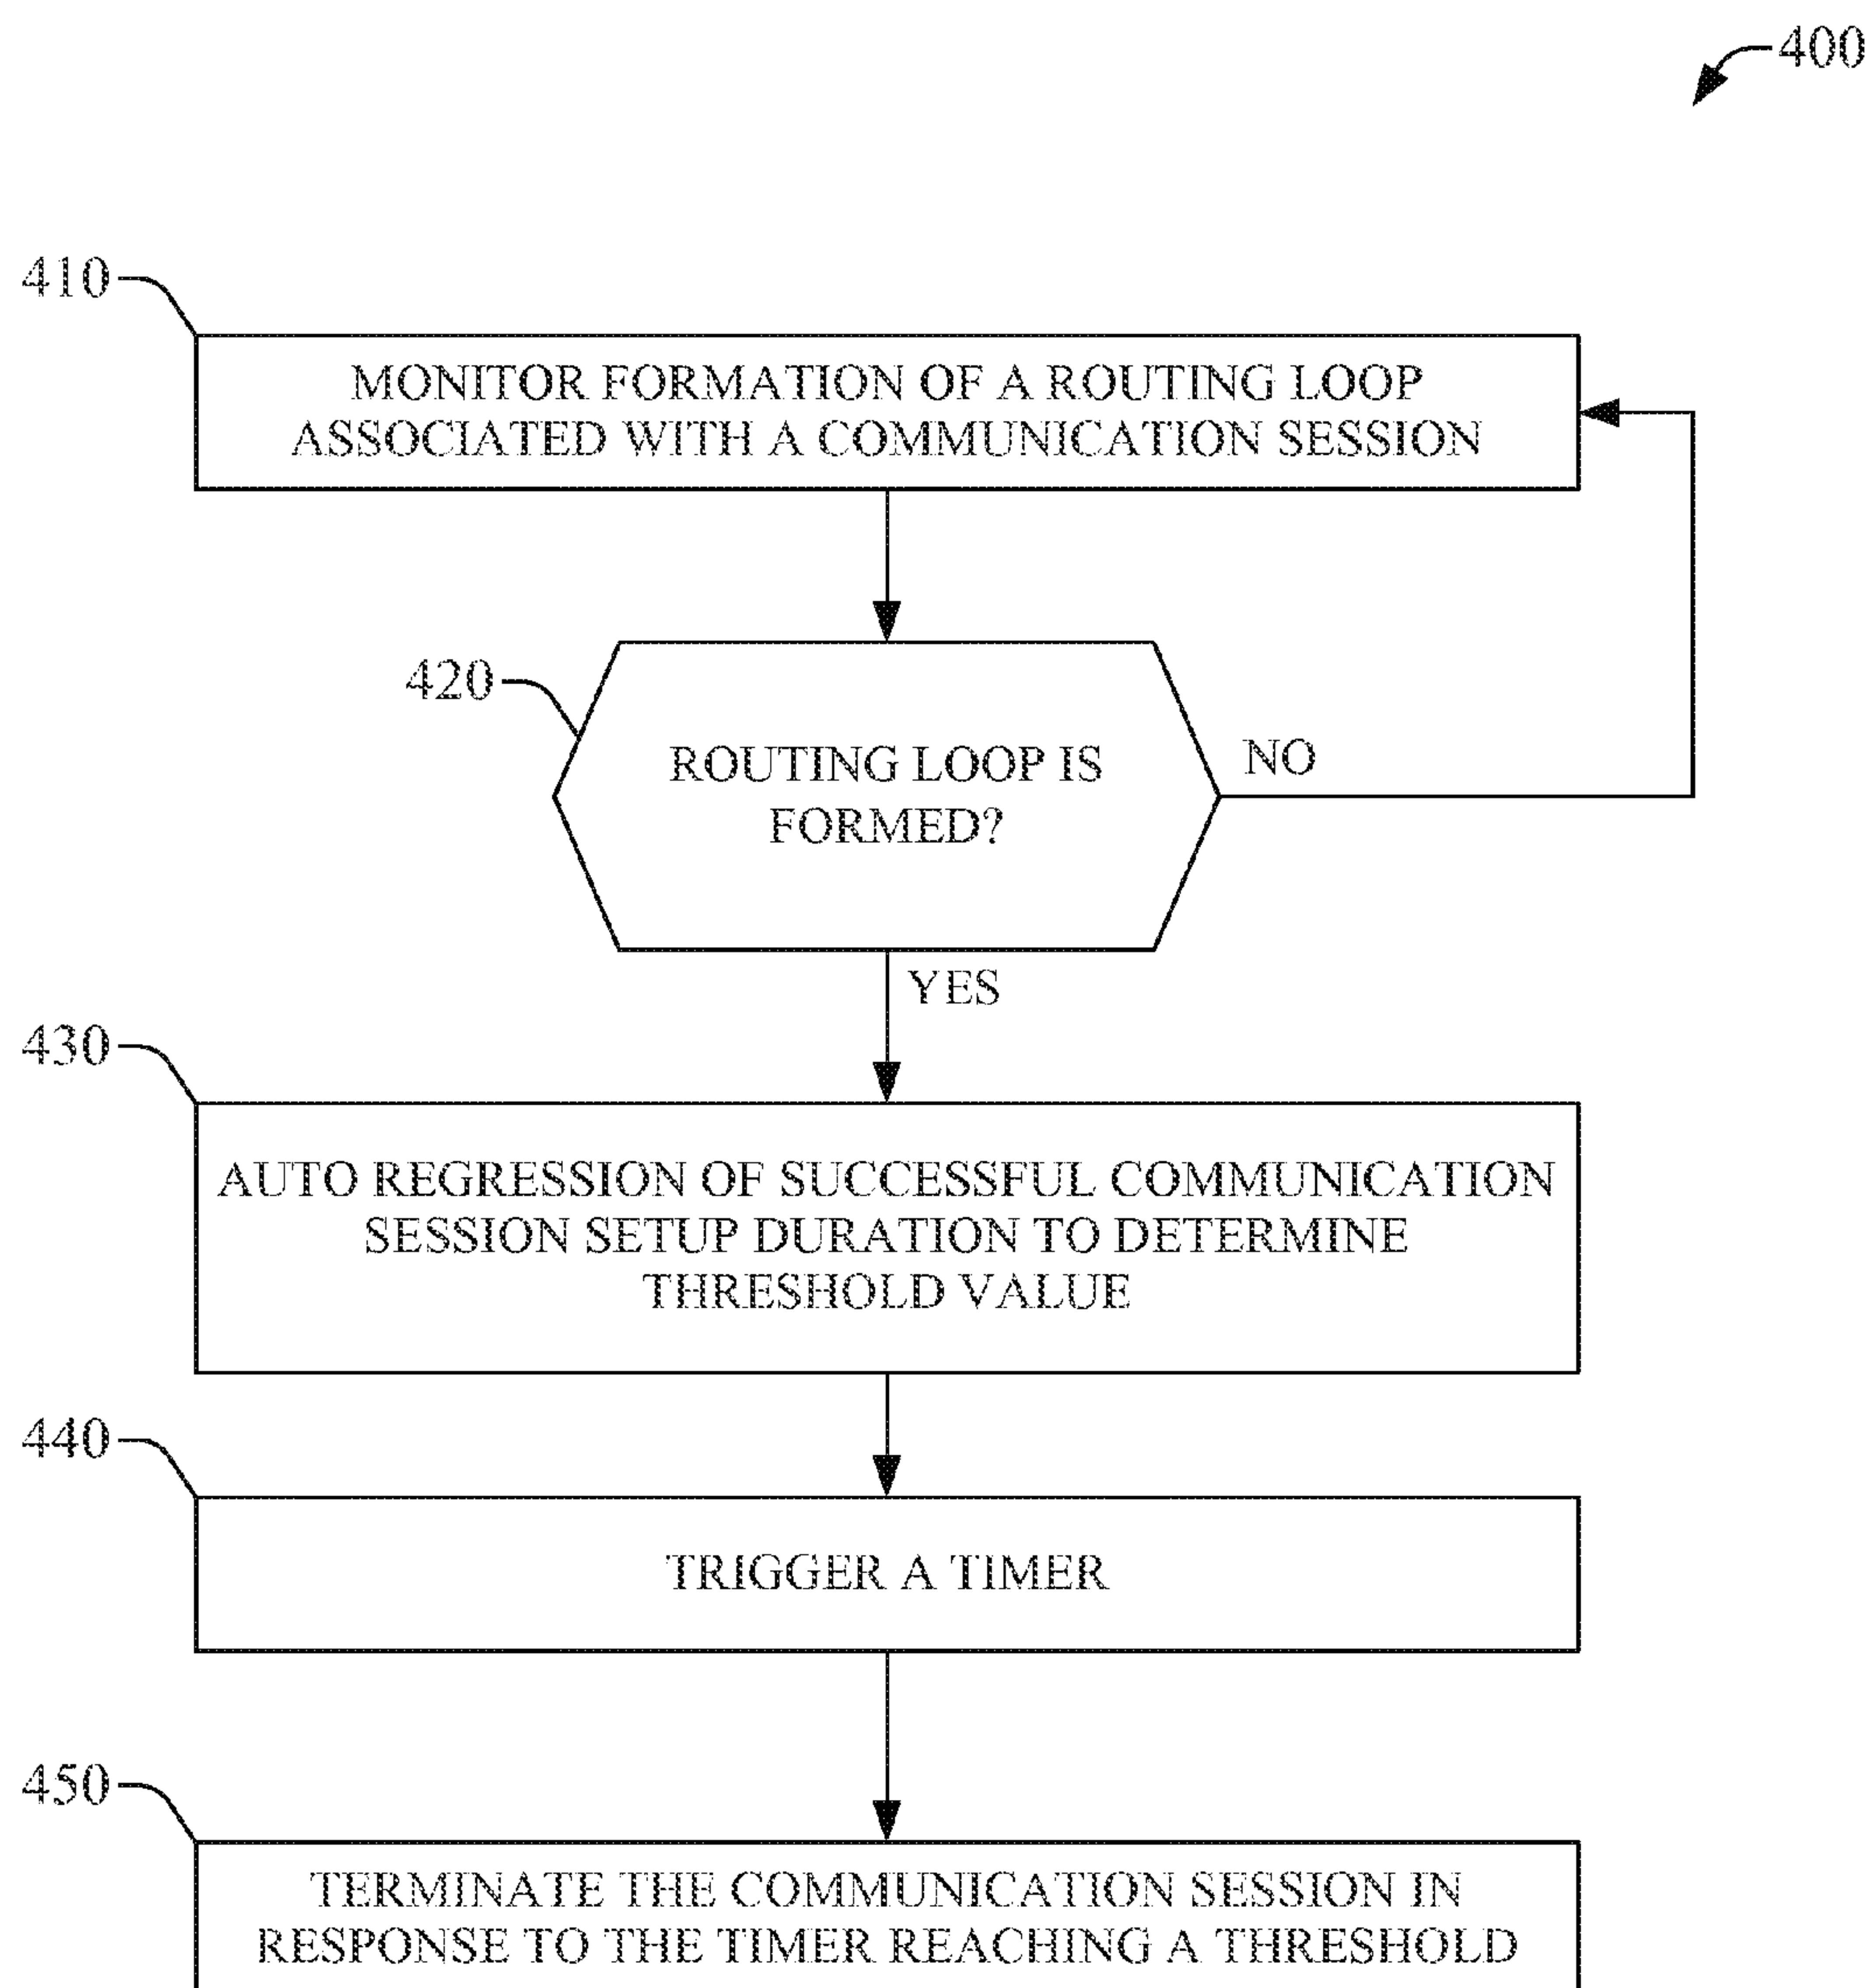 400
410
MONITOR FORMATION OF A ROUTING LOOP
ASSOCIATED WITH A COMMUNICATION SESSION
420
ROUTING LOOP IS
FORMED?
NO
YES
430
AUTO REGRESSION OF SUCCESSFUL COMMUNICATION
SESSION SETUP DURATION TO DETERMINE
THRESHOLD VALUE
440
TRIGGER A TIMER
450
TERMINATE THE COMMUNICATION SESSION IN
RESPONSE TO THE TIMER REACHING A THRESHOLD